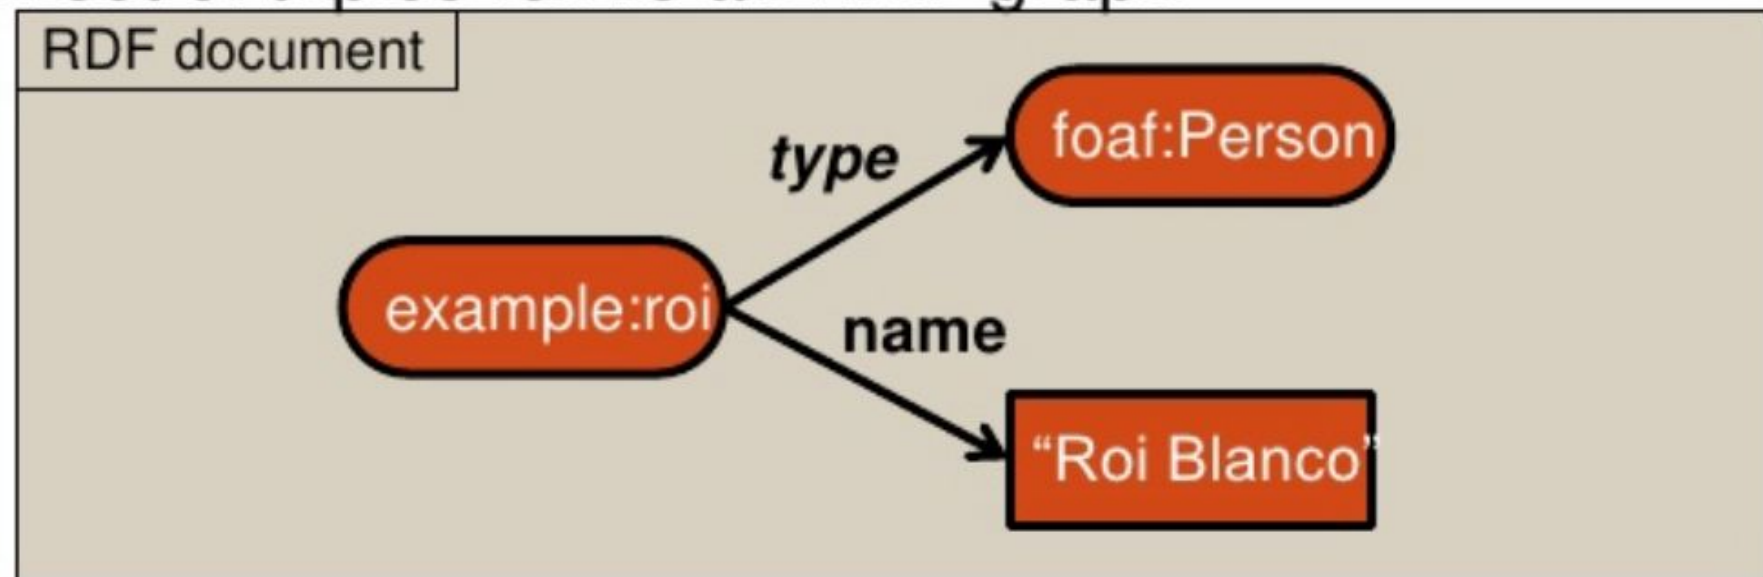 RDF document
foaf:Person
type
example:roi
name
“Roi Blanco”